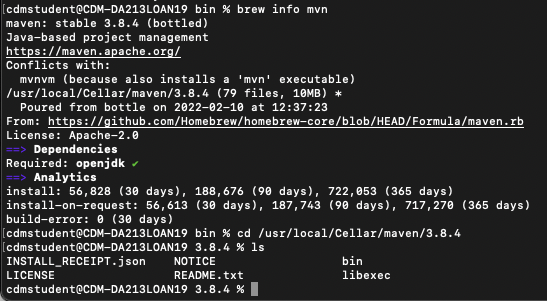 cdmstudent@CDM-DA213LOAN19 bin % brew info mvn
maven: stable 3.8.4 (bottled)
Java-based project management
https://maven.apache.org/
Conflicts with:
  mvnvm (because also installs a 'mvn' executable)
/usr/local/Cellar/maven/3.8.4 (79 files, 10MB) *
  Poured from bottle on 2022-02-10 at 12:37:23
From: https://github.com/Homebrew/homebrew-core/blob/HEAD/Formula/maven.rb
License: Apache-2.0
==> Dependencies
Required: openjdk ✔
==> Analytics
install: 56,828 (30 days), 188,676 (90 days), 722,053 (365 days)
install-on-request: 56,613 (30 days), 187,743 (90 days), 717,270 (365 days)
build-error: 0 (30 days)
cdmstudent@CDM-DA213LOAN19 bin % cd /usr/local/Cellar/maven/3.8.4
cdmstudent@CDM-DA213LOAN19 3.8.4 % ls
INSTALL_RECEIPT.json    NOTICE                  bin
LICENSE                 README.txt              libexec
cdmstudent@CDM-DA213LOAN19 3.8.4 %